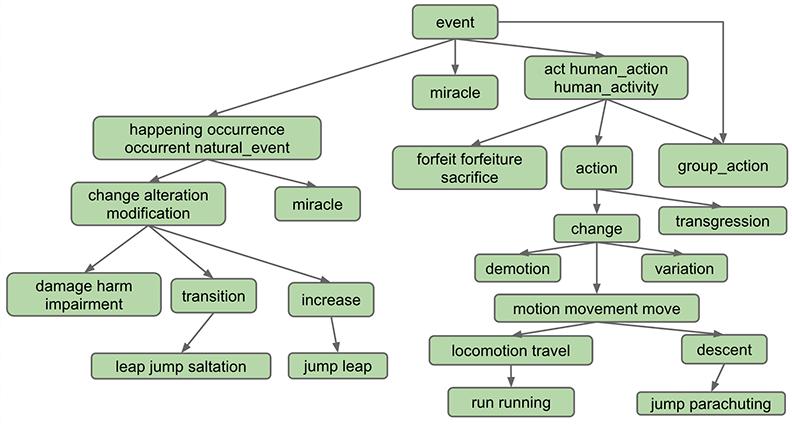 event
miracle
act human_action
human_activity
happening occurrence
occurrent natural_event
forfeit forfeiture
sacrifice
action
group_action
change alteration
modification
miracle
change
transgression
damage harm
impairment
transition
increase
demotion
variation
motion movement move
leap jump saltation
jump leap
locomotion travel
descent
run running
jump parachuting